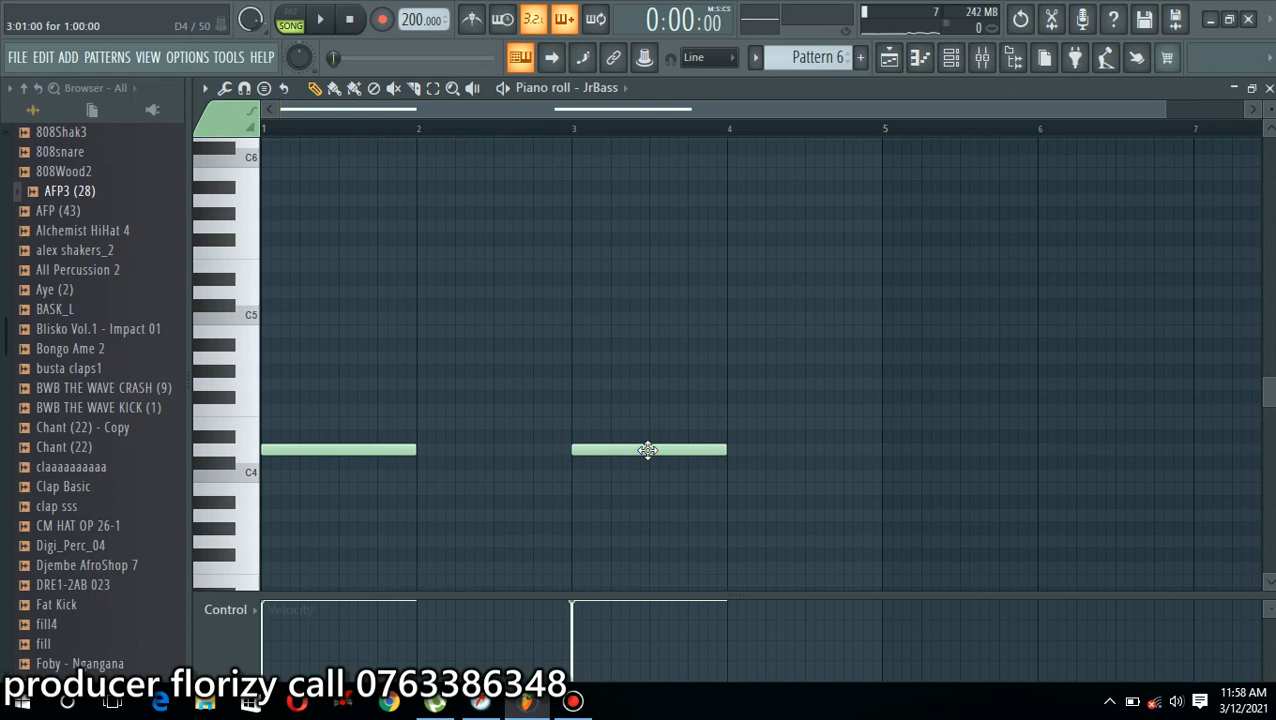 3:01:00 for 1:00:00
D4 / 50
PAT
SONG
200.000
3.2.
0:00:00
M:S:CS
7
242 MB
0
FILE EDIT ADD PATTERNS VIEW OPTIONS TOOLS HELP
Line
Pattern 6
Browser - All
Piano roll - JrBass
1 2 3 4 5 6 7
808Shak3
808snare
808Wood2
AFP3 (28)
AFP (43)
Alchemist HiHat 4
alex shakers_2
All Percussion 2
Aye (2)
BASK_L
Blisko Vol.1 - Impact 01
Bongo Ame 2
busta claps1
BWB THE WAVE CRASH (9)
BWB THE WAVE KICK (1)
Chant (22) - Copy
Chant (22)
claaaaaaaaa
Clap Basic
clap sss
CM HAT OP 26-1
Digi_Perc_04
Djembe AfroShop 7
DRE1-2AB 023
Fat Kick
fill4
fill
Foby - Ngangana
C6
C5
C4
Control
Velocity
producer florizy call 0763386348
11:58 AM
3/12/2021